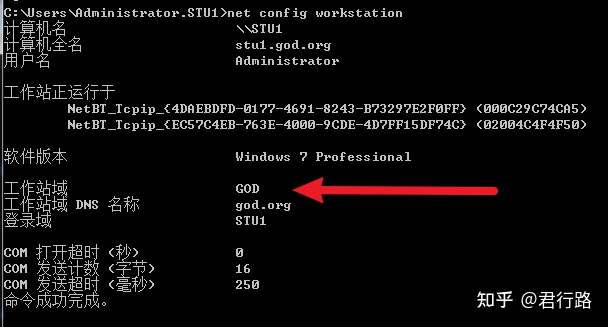 C:\Users\Administrator.STU1>net config workstation
计算机名 \\STU1
计算机全名 stu1.god.org
用户名 Administrator
工作站正运行于
NetBT_Tcpip_{4DAEBDFD-0177-4691-8243-B73297E2F0FF} (000C29C74CA5)
NetBT_Tcpip_{EC57C4EB-763E-4000-9CDE-4D7FF15DF74C} (02004C4F4F50)
软件版本 Windows 7 Professional
工作站域 GOD
工作站域 DNS 名称 god.org
登录域 STU1
COM 打开超时 (秒) 0
COM 发送计数 (字节) 16
COM 发送超时 (毫秒) 250
命令成功完成。
知乎 @君行路